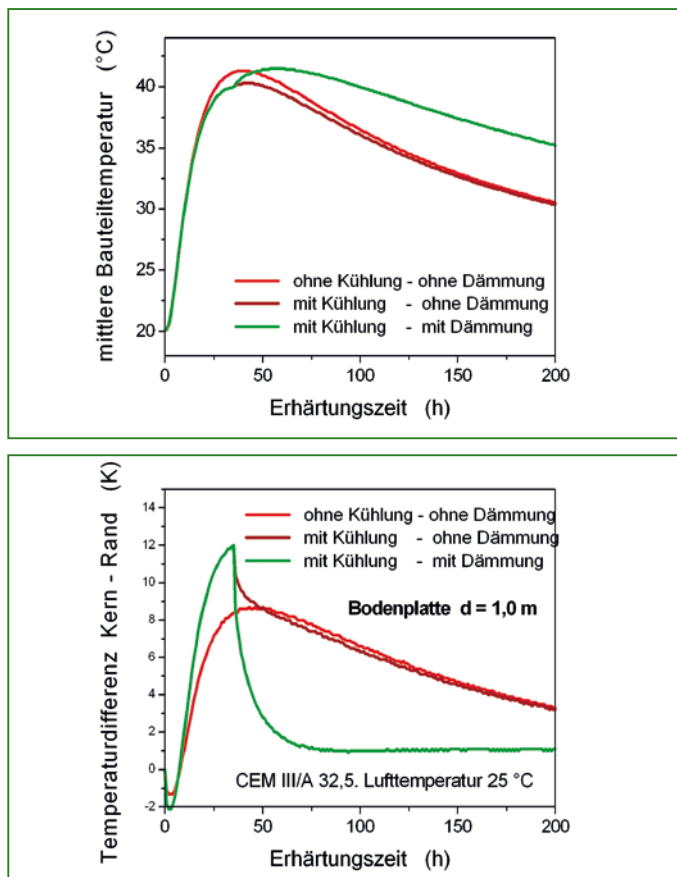 mittlere Bauteiltemperatur (°C)
40
35
30
25
20
ohne Kühlung - ohne Dämmung
mit Kühlung - ohne Dämmung
mit Kühlung - mit Dämmung
0 50 100 150 200
Erhärtungszeit (h)
Temperaturdifferenz Kern - Rand (K)
14
12
10
8
6
4
2
0
-2
ohne Kühlung - ohne Dämmung
mit Kühlung - ohne Dämmung
mit Kühlung - mit Dämmung
Bodenplatte d = 1,0 m
CEM III/A 32,5. Lufttemperatur 25 °C
0 50 100 150 200
Erhärtungszeit (h)